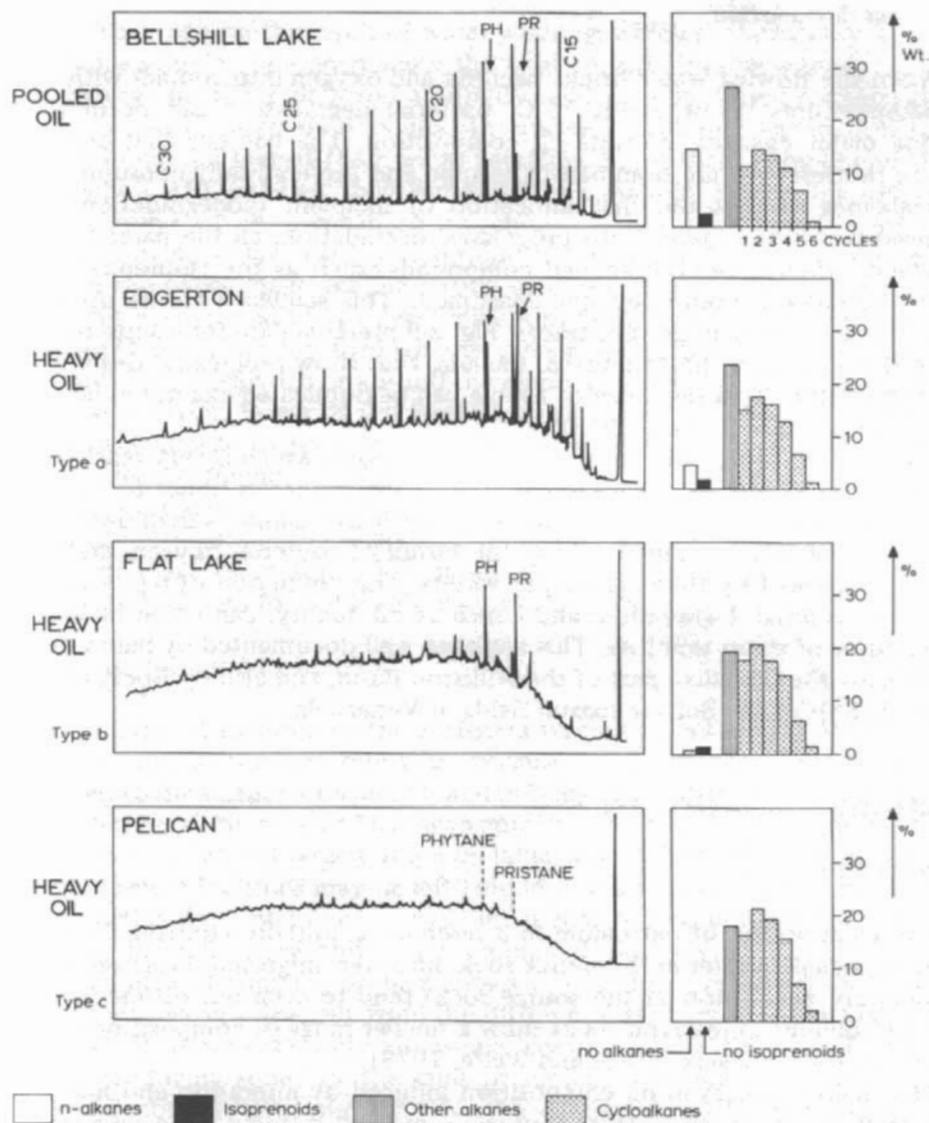 BELLSHILL LAKE
POOLED OIL
C30
C25
C20
PH
PR
C15
% Wt.
30
20
10
0
1 2 3 4 5 6 CYCLES
EDGERTON
HEAVY OIL
Type a
PH
PR
%
30
20
10
0
FLAT LAKE
HEAVY OIL
Type b
PH
PR
%
30
20
10
0
PELICAN
HEAVY OIL
Type c
PHYTANE
PRISTANE
%
30
20
10
0
no alkanes
no isoprenoids
n-alkanes
Isoprenoids
Other alkanes
Cycloalkanes